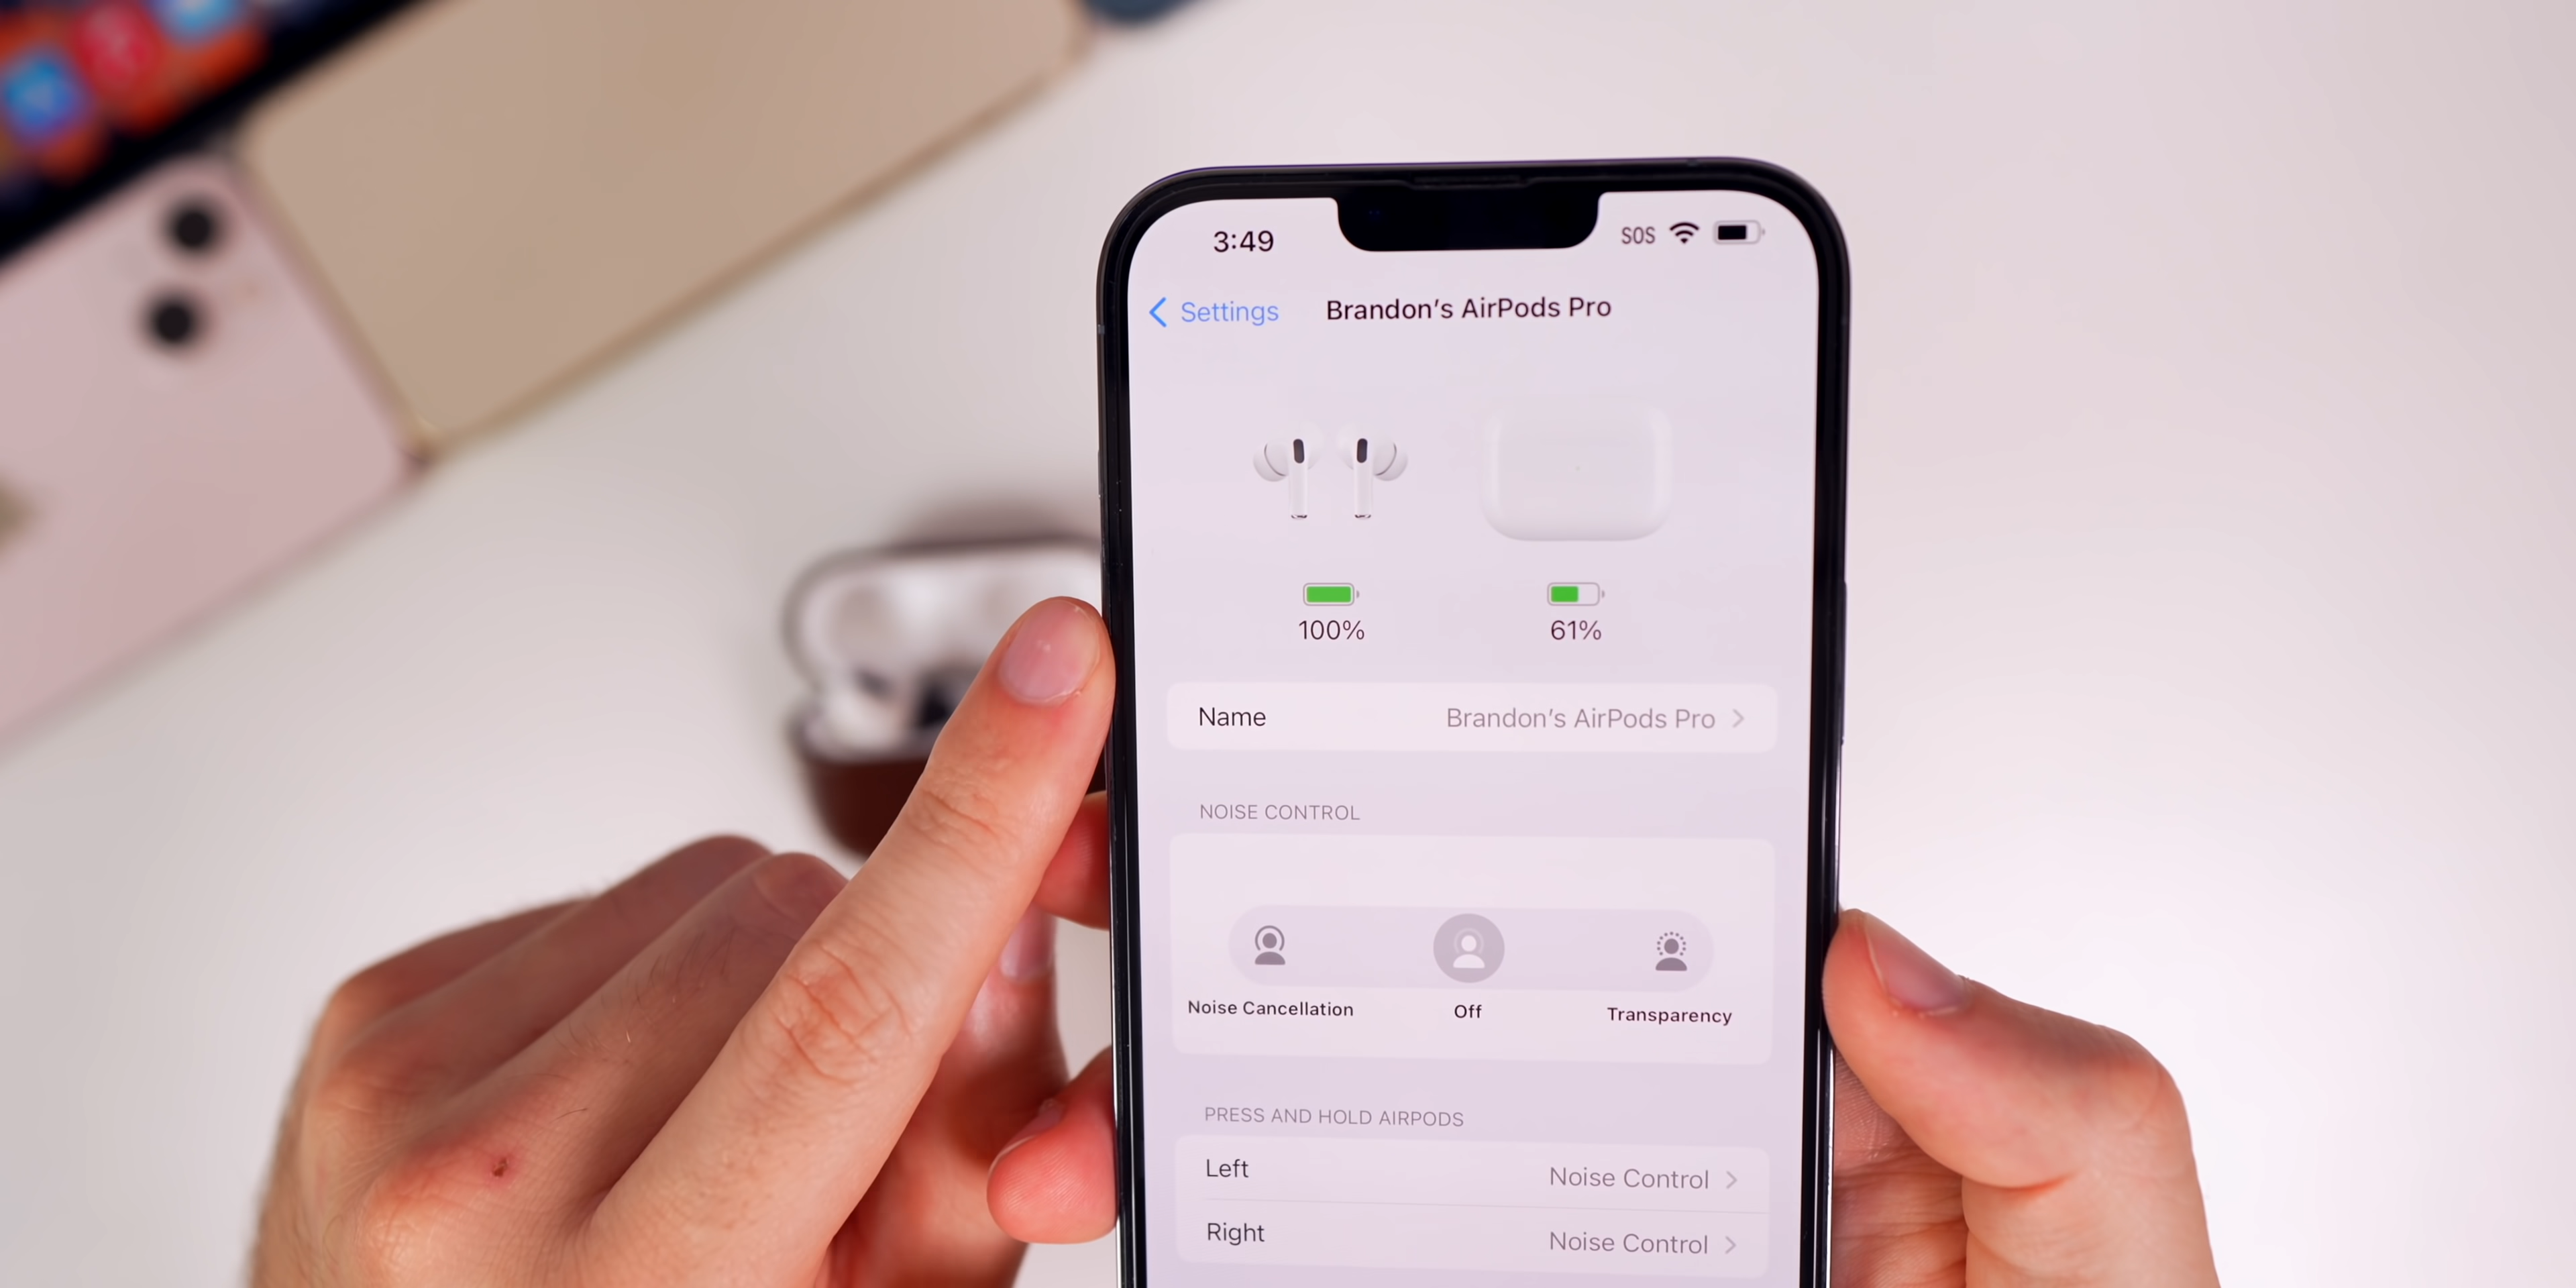 3:49 SOS
Settings Brandon’s AirPods Pro
100% 61%
Name Brandon’s AirPods Pro
NOISE CONTROL
Noise Cancellation Off Transparency
PRESS AND HOLD AIRPODS
Left Noise Control
Right Noise Control